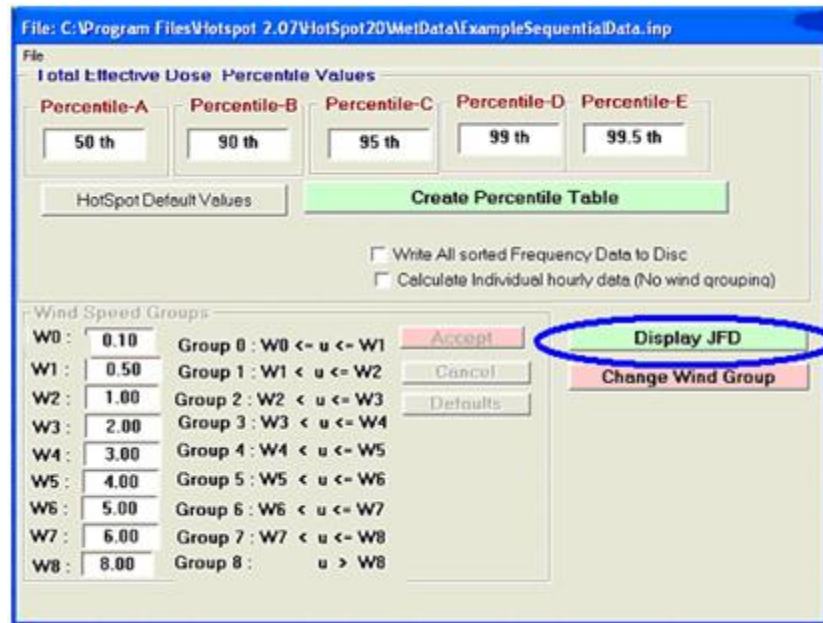 File: C:\Program Files\Hotspot 2.07\HotSpot20\MetData\ExampleSequentialData.inp
File
Total Effective Dose Percentile Values
Percentile-A Percentile-B Percentile-C Percentile-D Percentile-E
50 th 90 th 95 th 99 th 99.5 th
HotSpot Default Values Create Percentile Table
Write All sorted Frequency Data to Disc
Calculate Individual hourly data (No wind grouping)
Wind Speed Groups
W0 : 0.10 Group 0 : W0 <= u <= W1 Accept Display JFD
W1 : 0.50 Group 1 : W1 < u <= W2 Cancel Change Wind Group
W2 : 1.00 Group 2 : W2 < u <= W3 Defaults
W3 : 2.00 Group 3 : W3 < u <= W4
W4 : 3.00 Group 4 : W4 < u <= W5
W5 : 4.00 Group 5 : W5 < u <= W6
W6 : 5.00 Group 6 : W6 < u <= W7
W7 : 6.00 Group 7 : W7 < u <= W8
W8 : 8.00 Group 8 : u > W8